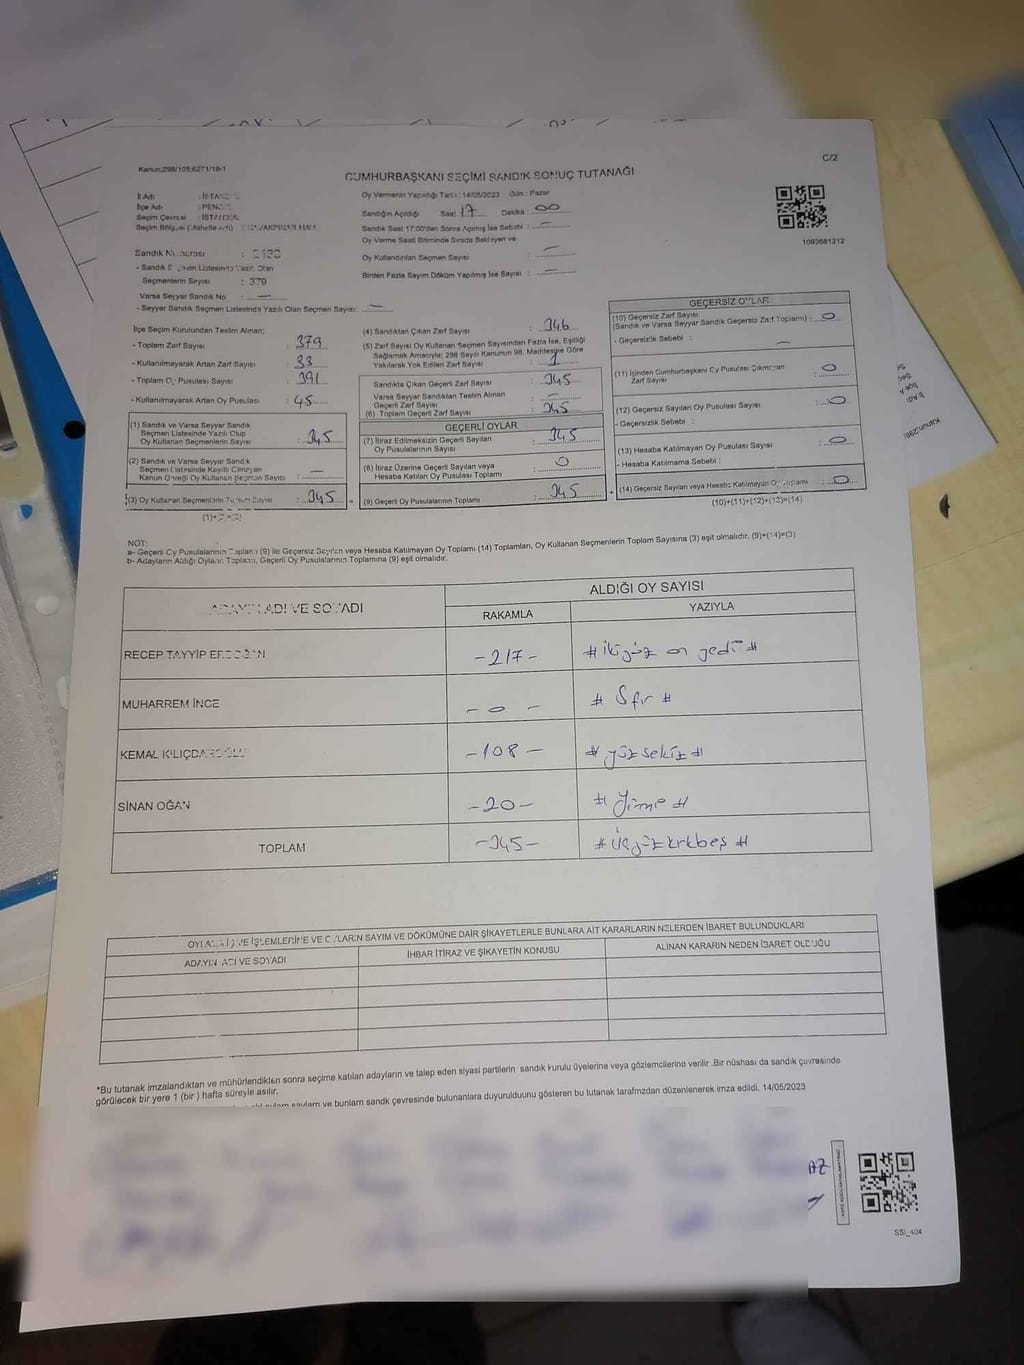 Kanun:298/105;6271/16-1
C/2
CUMHURBAŞKANI SEÇİMİ SANDIK SONUÇ TUTANAĞI
İl Adı : İSTANBUL
İlçe Adı : PENDİK
Seçim Çevresi : İSTANBUL
Seçim Bölgesi
Oy Vermenin Yapıldığı Tarih : 14/05/2023 Gün : Pazar
Sandığın Açıldığı Saat 17 Dakika : 00
Sandık Saat 17:00'den Sonra Açılmış İse Sebebi : —
Oy Verme Saati Bitiminde Sırada Bekleyen ve
Oy Kullandırılan Seçmen Sayısı : —
Birden Fazla Sayım Döküm Yapılmış İse Sayısı : —
1093681212
Sandık Numarası :
- Sandık Seçmen Listesinde Yazılı Olan
Seçmenlerin Sayısı : 379
Varsa Seyyar Sandık No : —
- Seyyar Sandık Seçmen Listesinde Yazılı Olan Seçmen Sayısı: —
İlçe Seçim Kurulundan Teslim Alınan;
- Toplam Zarf Sayısı : 379
- Kullanılmayarak Artan Zarf Sayısı : 33
- Toplam Oy Pusulası Sayısı : 391
- Kullanılmayarak Artan Oy Pusulası : 45
(1) Sandık ve Varsa Seyyar Sandık
Seçmen Listesinde Yazılı Olup
Oy Kullanan Seçmenlerin Sayısı : 345
(2) Sandık ve Varsa Seyyar Sandık
Seçmen Listesinde Kayıtlı Olmayan
Kanun Gereği Oy Kullanan Seçmen Sayısı : —
(3) Oy Kullanan Seçmenlerin Toplam Sayısı : 345
(1)+(2)=(3)
(4) Sandıktan Çıkan Zarf Sayısı : 346
(5) Zarf Sayısı Oy Kullanan Seçmen Sayısından Fazla İse, Eşitliği
Sağlamak Amacıyla; 298 Sayılı Kanunun 98. Maddesine Göre
Yakılarak Yok Edilen Zarf Sayısı : 1
Sandıkta Çıkan Geçerli Zarf Sayısı : 345
Varsa Seyyar Sandıktan Teslim Alınan
Geçerli Zarf Sayısı : —
(6) Toplam Geçerli Zarf Sayısı : 345
GEÇERLİ OYLAR
(7) İtiraz Edilmeksizin Geçerli Sayılan
Oy Pusulalarının Sayısı : 345
(8) İtiraz Üzerine Geçerli Sayılan veya
Hesaba Katılan Oy Pusulası Toplamı : 0
(9) Geçerli Oy Pusulalarının Toplamı : 345
GEÇERSİZ OYLAR
(10) Geçersiz Zarf Sayısı
(Sandık ve Varsa Seyyar Sandık Geçersiz Zarf Toplamı) : 0
- Geçersizlik Sebebi : —
(11) İçinden Cumhurbaşkanı Oy Pusulası Çıkmayan
Zarf Sayısı : 0
(12) Geçersiz Sayılan Oy Pusulası Sayısı : 0
- Geçersizlik Sebebi :
(13) Hesaba Katılmayan Oy Pusulası Sayısı : 0
- Hesaba Katılmama Sebebi :
(14) Geçersiz Sayılan veya Hesaba Katılmayan Oy Toplamı : 0
(10)+(11)+(12)+(13)=(14)
NOT:
a- Geçerli Oy Pusulalarının Toplamı (9) ile Geçersiz Sayılan veya Hesaba Katılmayan Oy Toplamı (14) Toplamları, Oy Kullanan Seçmenlerin Toplam Sayısına (3) eşit olmalıdır. (9)+(14)=(3)
b- Adayların Aldığı Oyların Toplamı, Geçerli Oy Pusulalarının Toplamına (9) eşit olmalıdır.
ADAYIN ADI VE SOYADI
ALDIĞI OY SAYISI
RAKAMLA YAZIYLA
RECEP TAYYİP ERDOĞAN -217- # ikiyüz on yedi #
MUHARREM İNCE - 0 - # Sıfır #
KEMAL KILIÇDAROĞLU -108- # yüzsekiz #
SİNAN OĞAN -20- # Yirmi #
TOPLAM -345- # Üçyüzkırkbeş #
OYLAMA İŞ VE İŞLEMLERİNE VE OYLARIN SAYIM VE DÖKÜMÜNE DAİR ŞİKAYETLERLE BUNLARA AİT KARARLARIN NELERDEN İBARET BULUNDUKLARI
ADAYIN ADI VE SOYADI İHBAR İTİRAZ VE ŞİKAYETİN KONUSU ALINAN KARARIN NEDEN İBARET OLDUĞU
*Bu tutanak imzalandıktan ve mühürlendikten sonra seçime katılan adayların ve talep eden siyasi partilerin sandık kurulu üyelerine veya gözlemcilerine verilir .Bir nüshası da sandık çevresinde
görülecek bir yere 1 (bir ) hafta süreyle asılır.
ve bunların sandık çevresinde bulunanlara duyurulduunu gösteren bu tutanak tarafımızdan düzenlenerek imza edildi. 14/05/2023
AZ
SSI_404